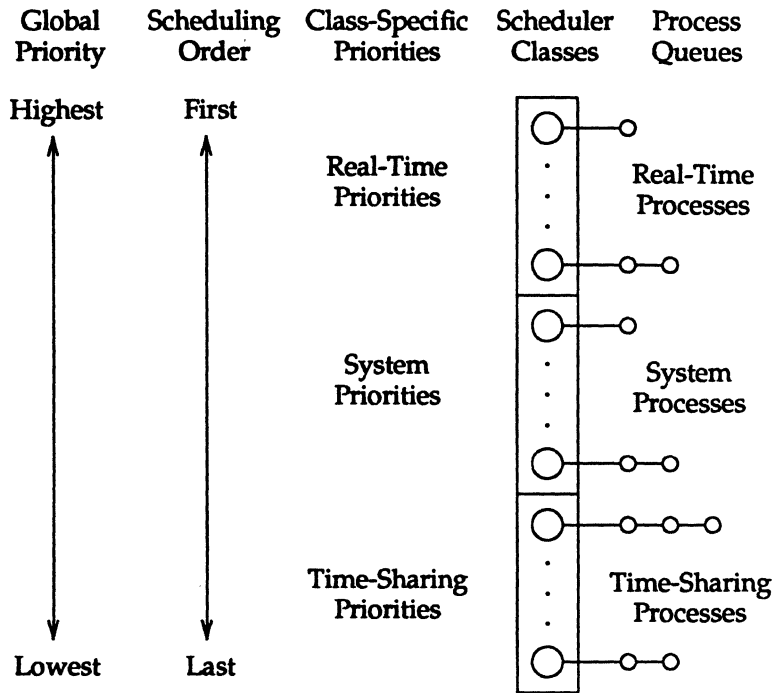 Global Priority
Scheduling Order
Class-Specific Priorities
Scheduler Classes
Process Queues
Highest
First
Real-Time
Priorities
Real-Time
Processes
System
Priorities
System
Processes
Time-Sharing
Priorities
Time-Sharing
Processes
Lowest
Last